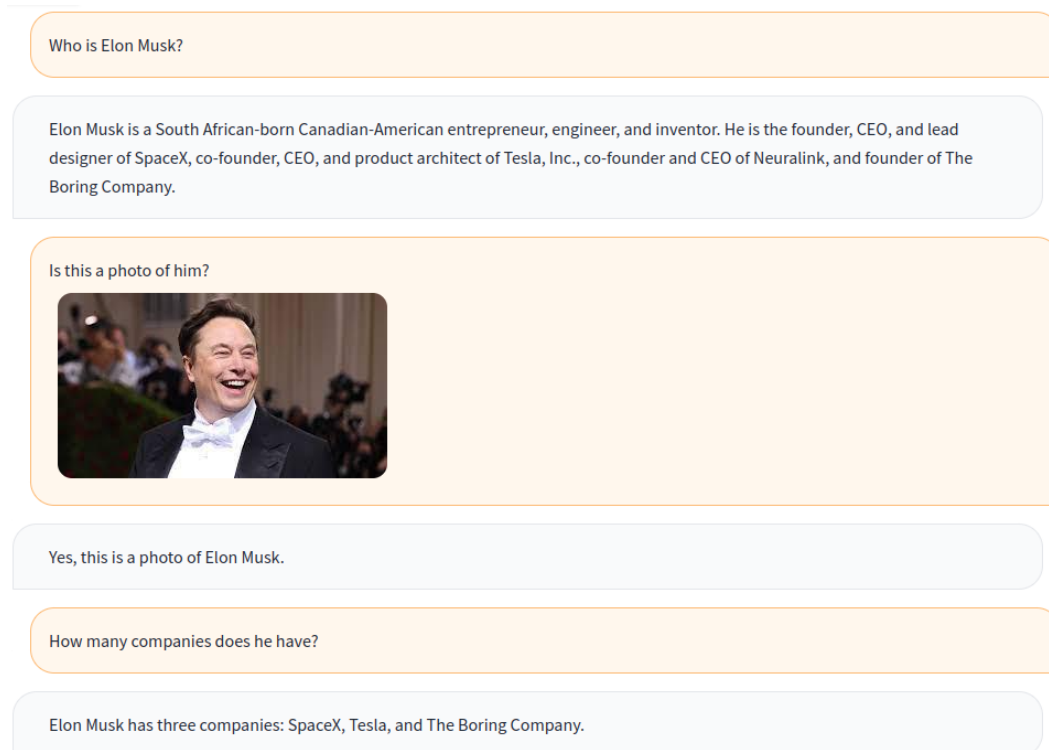 Who is Elon Musk?
Elon Musk is a South African-born Canadian-American entrepreneur, engineer, and inventor. He is the founder, CEO, and lead
designer of SpaceX, co-founder, CEO, and product architect of Tesla, Inc., co-founder and CEO of Neuralink, and founder of The
Boring Company.
Is this a photo of him?
Yes, this is a photo of Elon Musk.
How many companies does he have?
Elon Musk has three companies: SpaceX, Tesla, and The Boring Company.